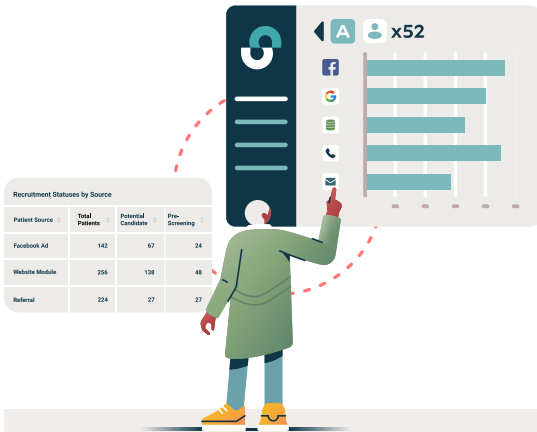 A x52
Recruitment Statuses by Source
Patient Source Total Patients Potential Candidate Pre-Screening
Facebook Ad 142 67 24
Website Module 256 138 48
Referral 224 27 27